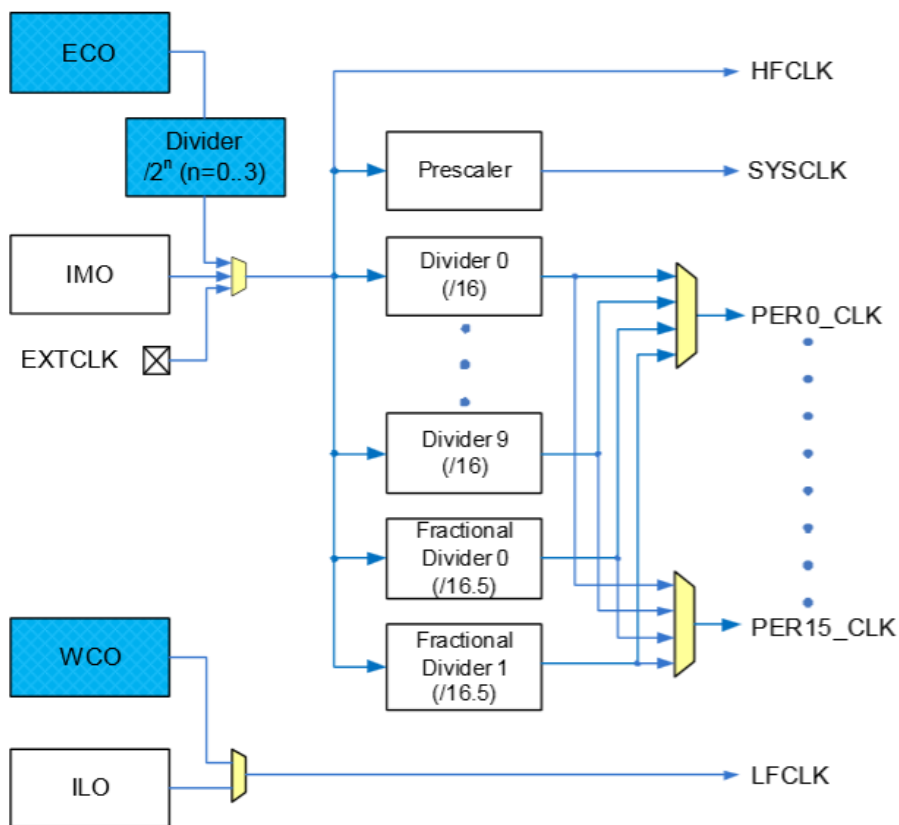 ECO
HFCLK
Divider
/2ⁿ (n=0..3)
Prescaler
SYSCLK
IMO
Divider 0
(/16)
PER0_CLK
EXTCLK
Divider 9
(/16)
Fractional
Divider 0
(/16.5)
PER15_CLK
WCO
Fractional
Divider 1
(/16.5)
ILO
LFCLK